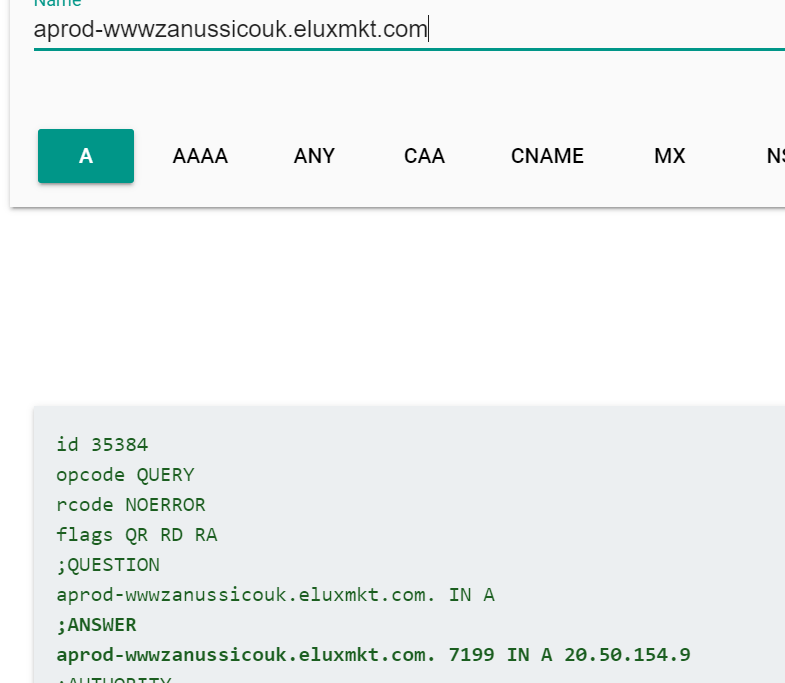 Name
aprod-wwwzanussicouk.eluxmkt.com
A AAAA ANY CAA CNAME MX NS
id 35384
opcode QUERY
rcode NOERROR
flags QR RD RA
;QUESTION
aprod-wwwzanussicouk.eluxmkt.com. IN A
;ANSWER
aprod-wwwzanussicouk.eluxmkt.com. 7199 IN A 20.50.154.9
;AUTHORITY